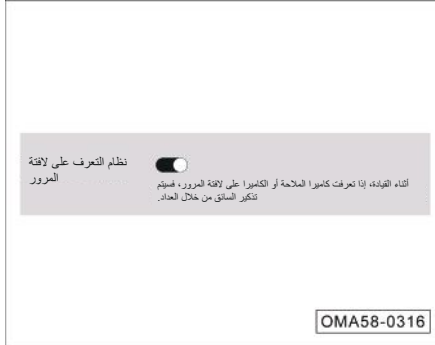 نظام التعرف على لافتة
المرور
أثناء القيادة، إذا تعرفت كاميرا الملاحة أو الكاميرا على لافتة المرور، فسيتم
تذكير السائق من خلال العداد.
OMA58-0316